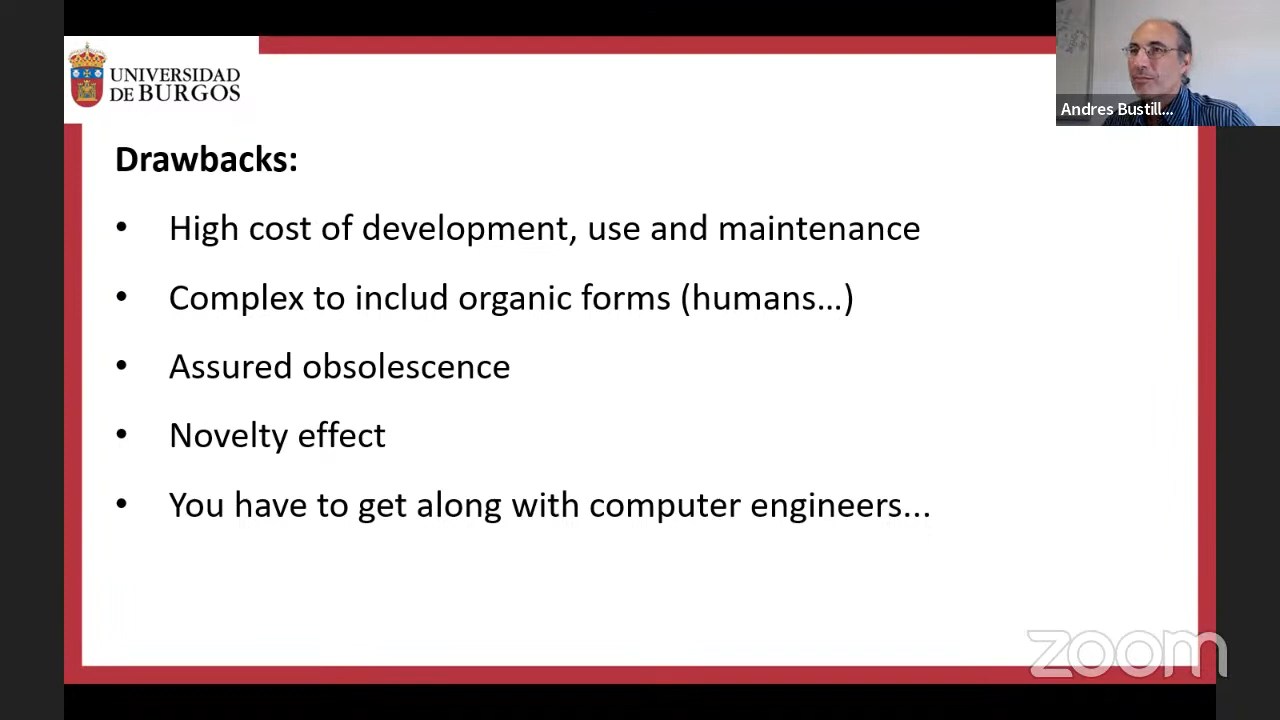 UNIVERSIDAD
DE BURGOS
Andres Bustill...
Drawbacks:
• High cost of development, use and maintenance
• Complex to includ organic forms (humans...)
• Assured obsolescence
• Novelty effect
• You have to get along with computer engineers...
zoom